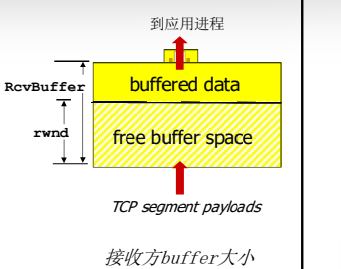 到应用进程
RcvBuffer
buffered data
rwnd
free buffer space
TCP segment payloads
接收方buffer大小